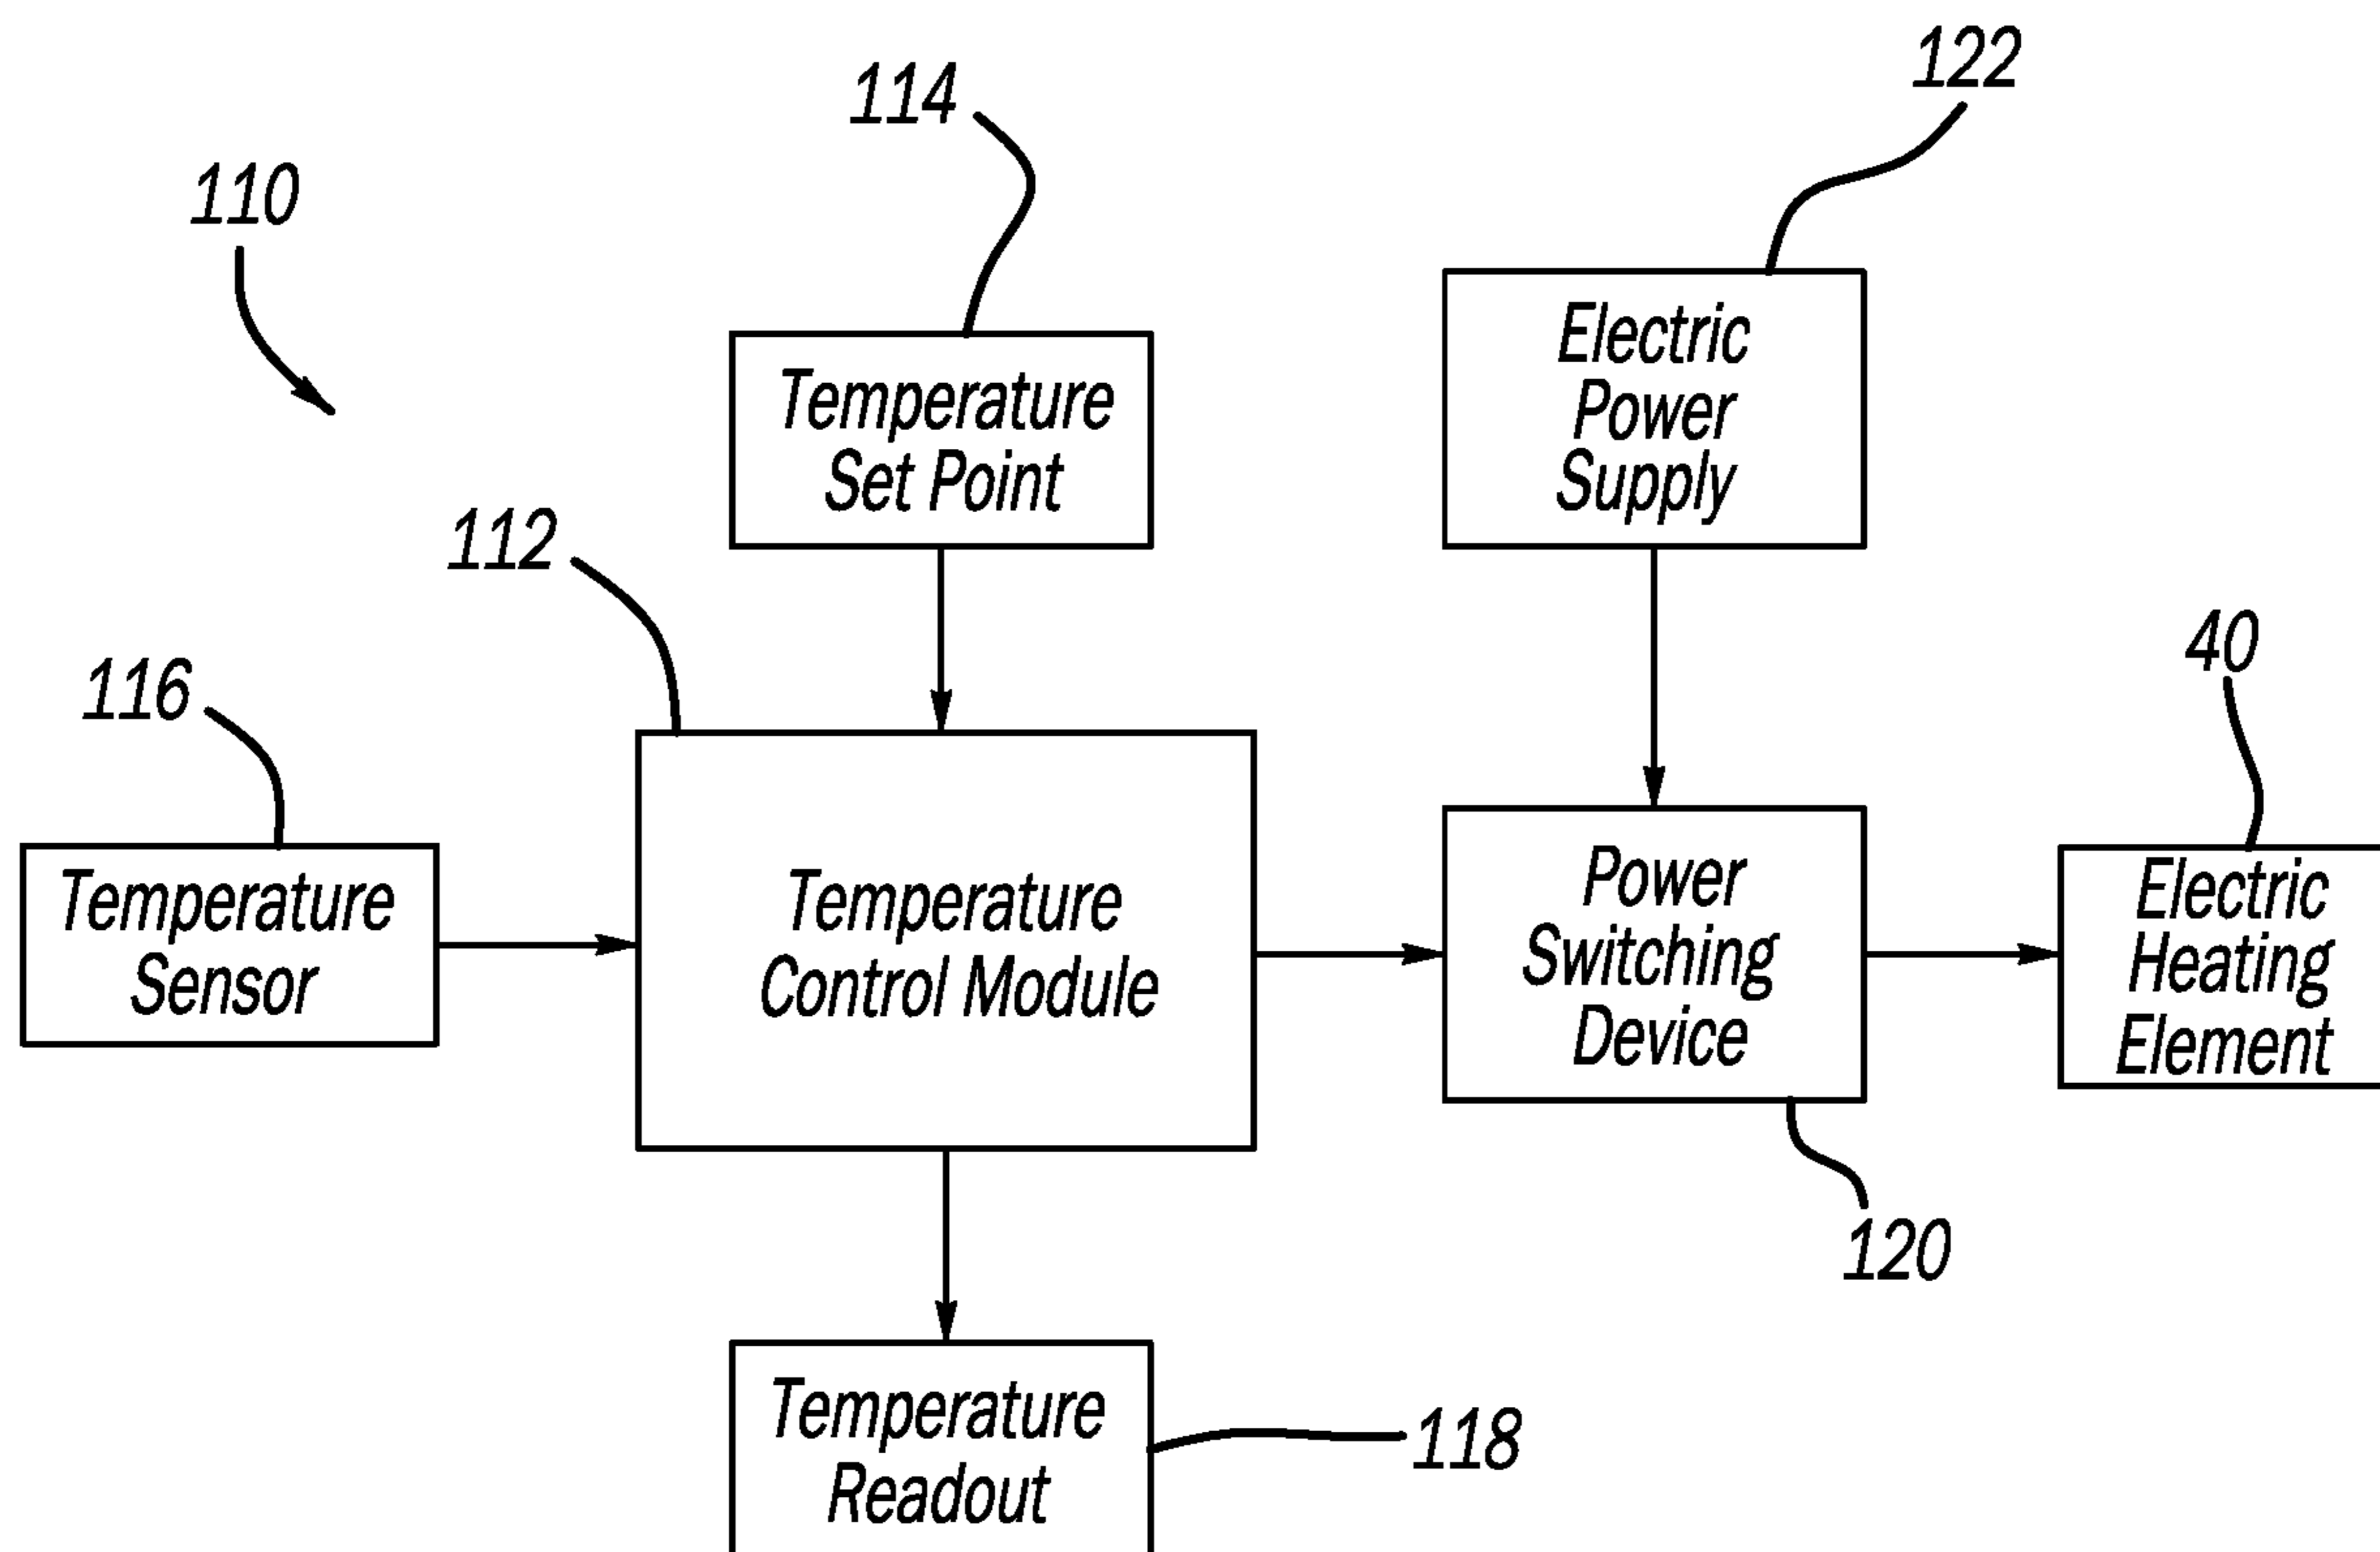 122
114
110
Electric
Power
Supply
Temperature
Set Point
112
40
116
Temperature
Sensor
Temperature
Control Module
Power
Switching
Device
Electric
Heating
Element
120
Temperature
Readout
118